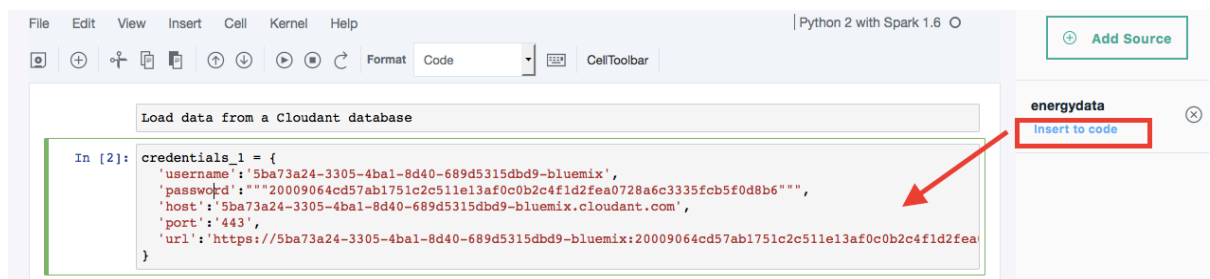 File Edit View Insert Cell Kernel Help
Python 2 with Spark 1.6
Add Source
Format Code CellToolbar
energydata
Insert to code
Load data from a Cloudant database
In [2]: credentials_1 = {
'username':'5ba73a24-3305-4ba1-8d40-689d5315dbd9-bluemix',
'password':"""20009064cd57ab1751c2c511e13af0c0b2c4f1d2fea0728a6c3335fcb5f0d8b6""",
'host':'5ba73a24-3305-4ba1-8d40-689d5315dbd9-bluemix.cloudant.com',
'port':'443',
'url':'https://5ba73a24-3305-4ba1-8d40-689d5315dbd9-bluemix:20009064cd57ab1751c2c511e13af0c0b2c4f1d2fea
}